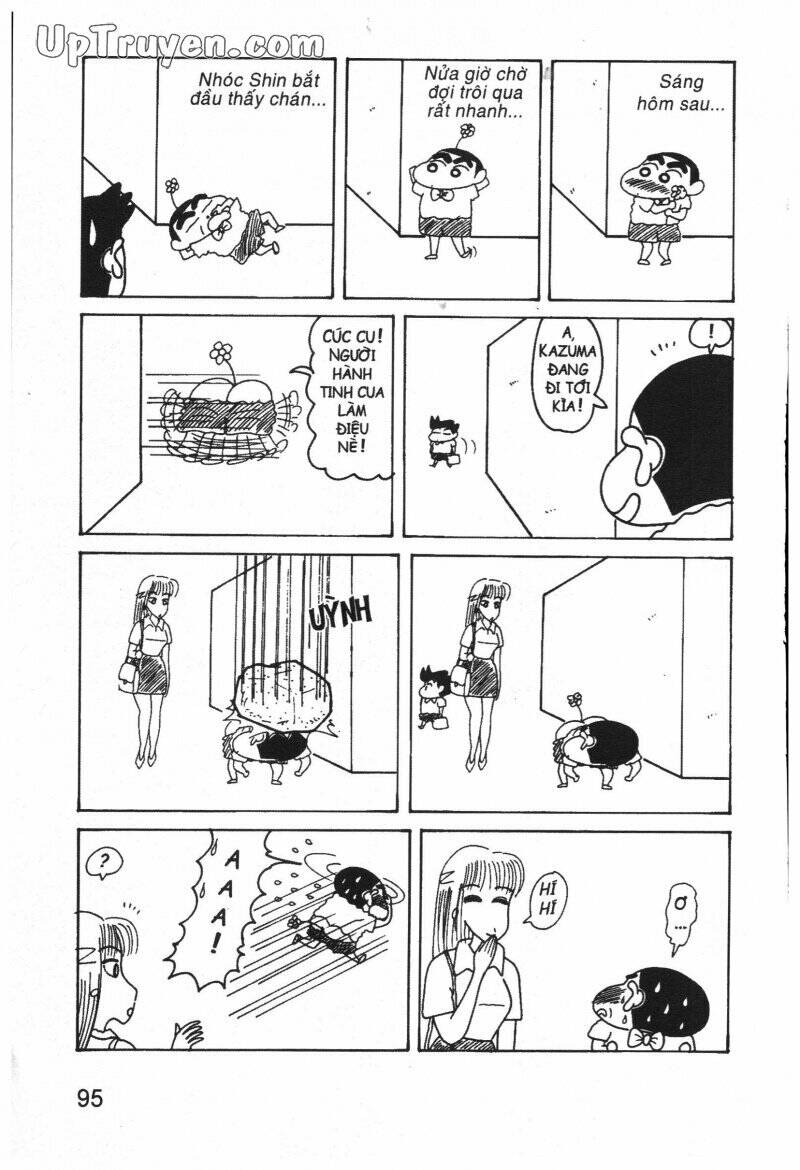 UpTruyen.com
Sáng
hôm sau...
Nửa giờ chờ
đợi trôi qua
rất nhanh...
Nhóc Shin bắt
đầu thấy chán...
!
A,
KAZUMA
ĐANG
ĐI TỚI
KÌA!
CÚC CU!
NGƯỜI
HÀNH
TINH CUA
LÀM
ĐIỆU
NÈ!
UỲNH
Ơ
...
HÍ
HÍ
A
A
A!
?
95